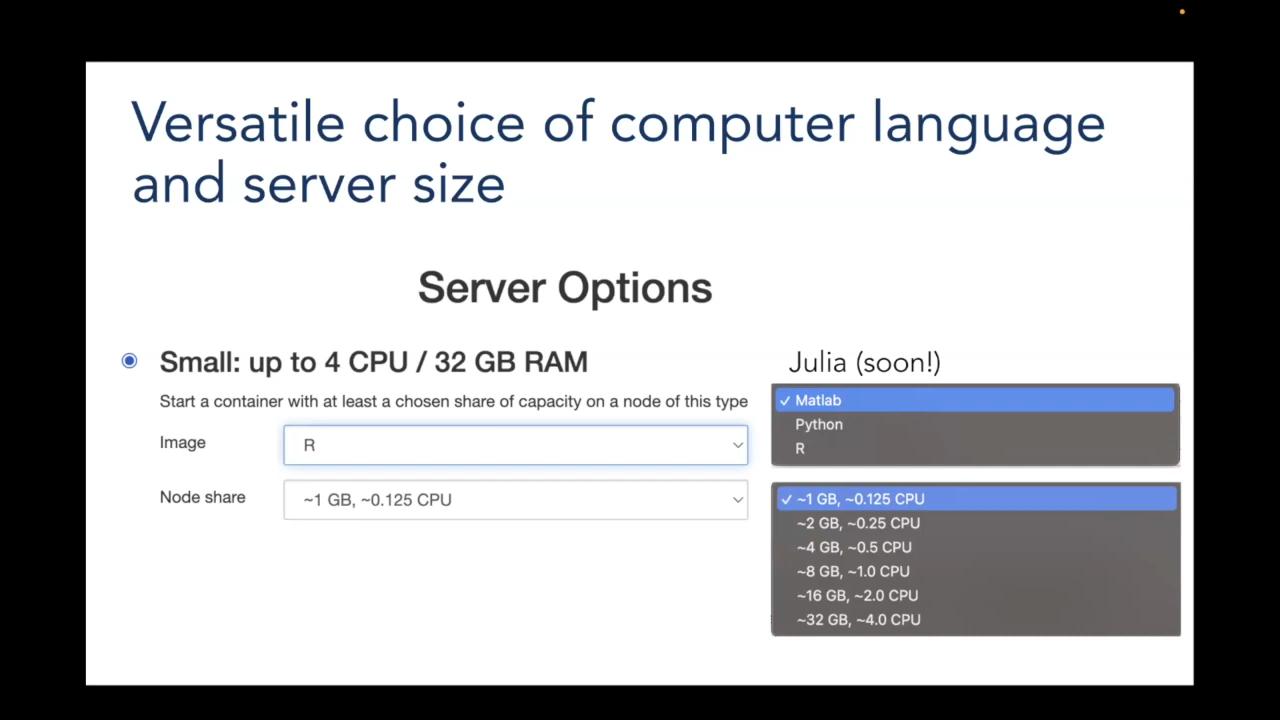 Versatile choice of computer language
and server size
Server Options
Small: up to 4 CPU / 32 GB RAM
Start a container with at least a chosen share of capacity on a node of this type
Image
R
Node share
~1 GB, ~0.125 CPU
Julia (soon!)
✓ Matlab
Python
R
✓ ~1 GB, ~0.125 CPU
~2 GB, ~0.25 CPU
~4 GB, ~0.5 CPU
~8 GB, ~1.0 CPU
~16 GB, ~2.0 CPU
~32 GB, ~4.0 CPU